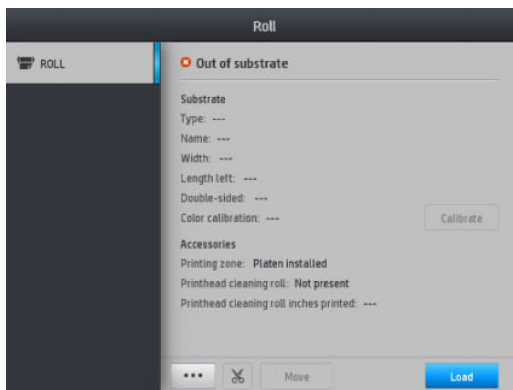 Roll
ROLL
Out of substrate
Substrate
Type: ---
Name: ---
Width: ---
Length left: ---
Double-sided: ---
Color calibration: --- Calibrate
Accessories
Printing zone: Platen installed
Printhead cleaning roll: Not present
Printhead cleaning roll inches printed: ---
••• Move Load